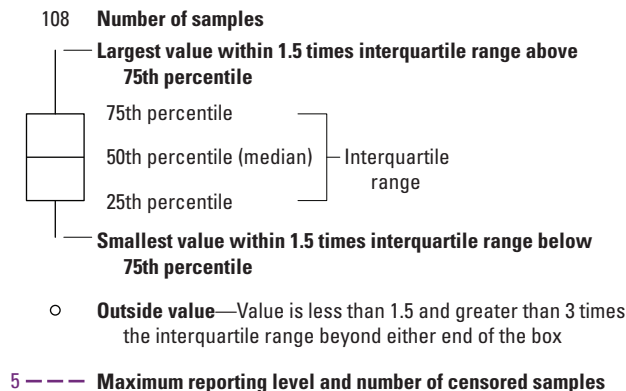 108 Number of samples
Largest value within 1.5 times interquartile range above
75th percentile
75th percentile
50th percentile (median)
Interquartile
range
25th percentile
Smallest value within 1.5 times interquartile range below
75th percentile
Outside value—Value is less than 1.5 and greater than 3 times
the interquartile range beyond either end of the box
5 Maximum reporting level and number of censored samples